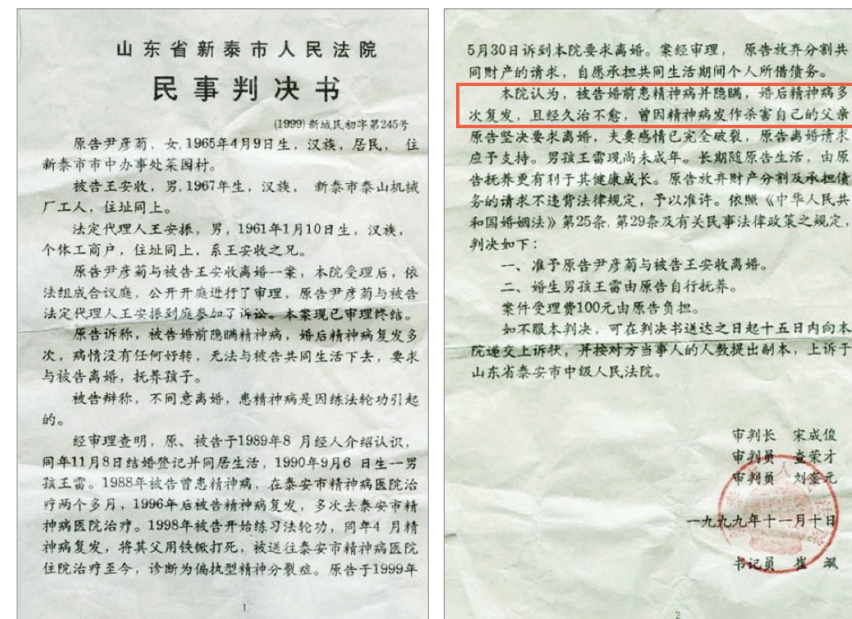 山东省新泰市人民法院
民事判决书
(1999)新城民初字第245号
原告尹彦菊，女，1965年4月9日生，汉族，居民，住
新泰市市中办事处菜园村。
被告王安收，男，1967年生，汉族，新泰市泰山机械
厂工人，住址同上。
法定代理人王安振，男，1961年1月10日生，汉族，
个体工商户，住址同上，系王安收之兄。
原告尹彦菊与被告王安收离婚一案，本院受理后，依
法组成合议庭，公开开庭进行了审理，原告尹彦菊与被告
法定代理人王安振到庭参加了诉讼。本案现已审理终结。
原告诉称，被告婚前隐瞒精神病，婚后精神病复发多
次，病情没有任何好转，无法与被告共同生活下去，要求
与被告离婚，抚养孩子。
被告辩称，不同意离婚，患精神病是因练法轮功引起
的。
经审理查明，原、被告于1989年8月经人介绍认识，
同年11月8日结婚登记并同居生活，1990年9月6日生一男
孩王雷。1988年被告曾患精神病，在泰安市精神病医院治
疗两个多月，1996年后被告精神病复发，多次去泰安市精
神病医院治疗。1998年被告开始练习法轮功，同年4月精
神病复发，将其父用铁锨打死，被送往泰安市精神病医院
住院治疗至今，诊断为偏执型精神分裂症。原告于1999年
1
5月30日诉到本院要求离婚。案经审理，原告放弃分割共
同财产的请求，自愿承担共同生活期间个人所借债务。
本院认为，被告婚前患精神病并隐瞒，婚后精神病多
次复发，且经久治不愈，曾因精神病发作杀害自己的父亲
原告坚决要求离婚，夫妻感情已完全破裂，原告离婚请求
应予支持。男孩王雷现尚未成年。长期随原告生活，由原
告抚养更有利于其健康成长。原告放弃财产分割及承担债
务的请求不违背法律规定，予以准许。依照《中华人民共
和国婚姻法》第25条，第29条及有关民事法律政策之规定，
判决如下：
一、准予原告尹彦菊与被告王安收离婚。
二、婚生男孩王雷由原告自行抚养。
案件受理费100元由原告负担。
如不服本判决，可在判决书送达之日起十五日内向本
院递交上诉状，并按对方当事人的人数提出副本，上诉于
山东省泰安市中级人民法院。
审判长 宋成俊
审判员 查荣才
审判员 刘奎元
一九九九年十一月十日
书记员 崔飒
2